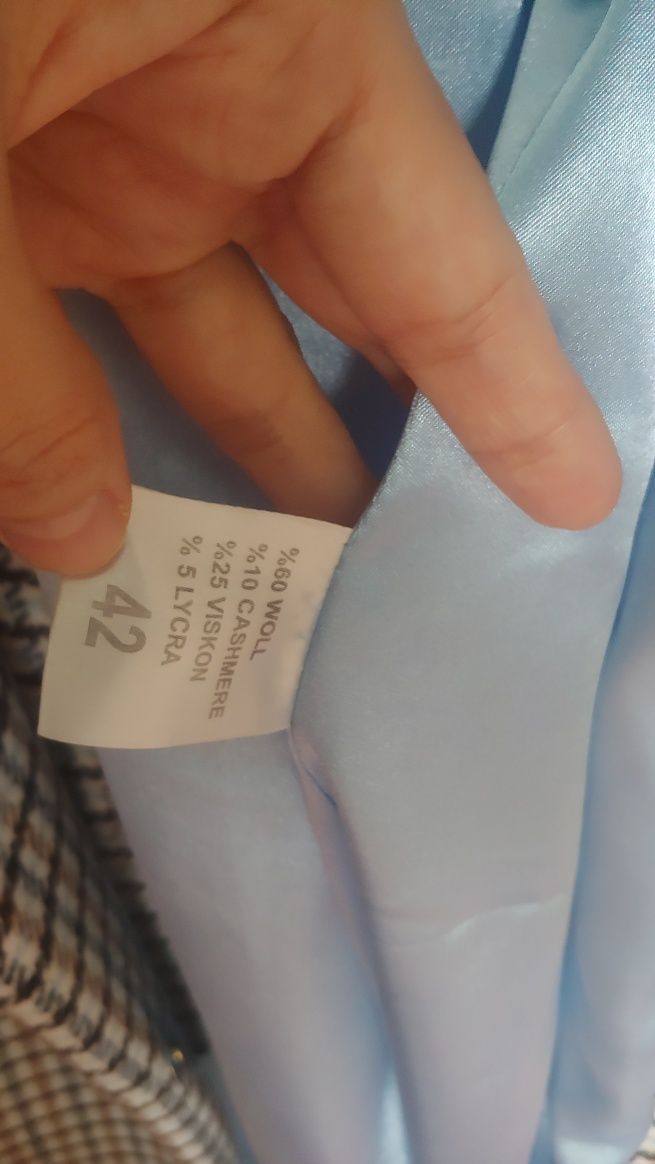 %60 WOLL
%10 CASHMERE
%25 VISKON
% 5 LYCRA
42